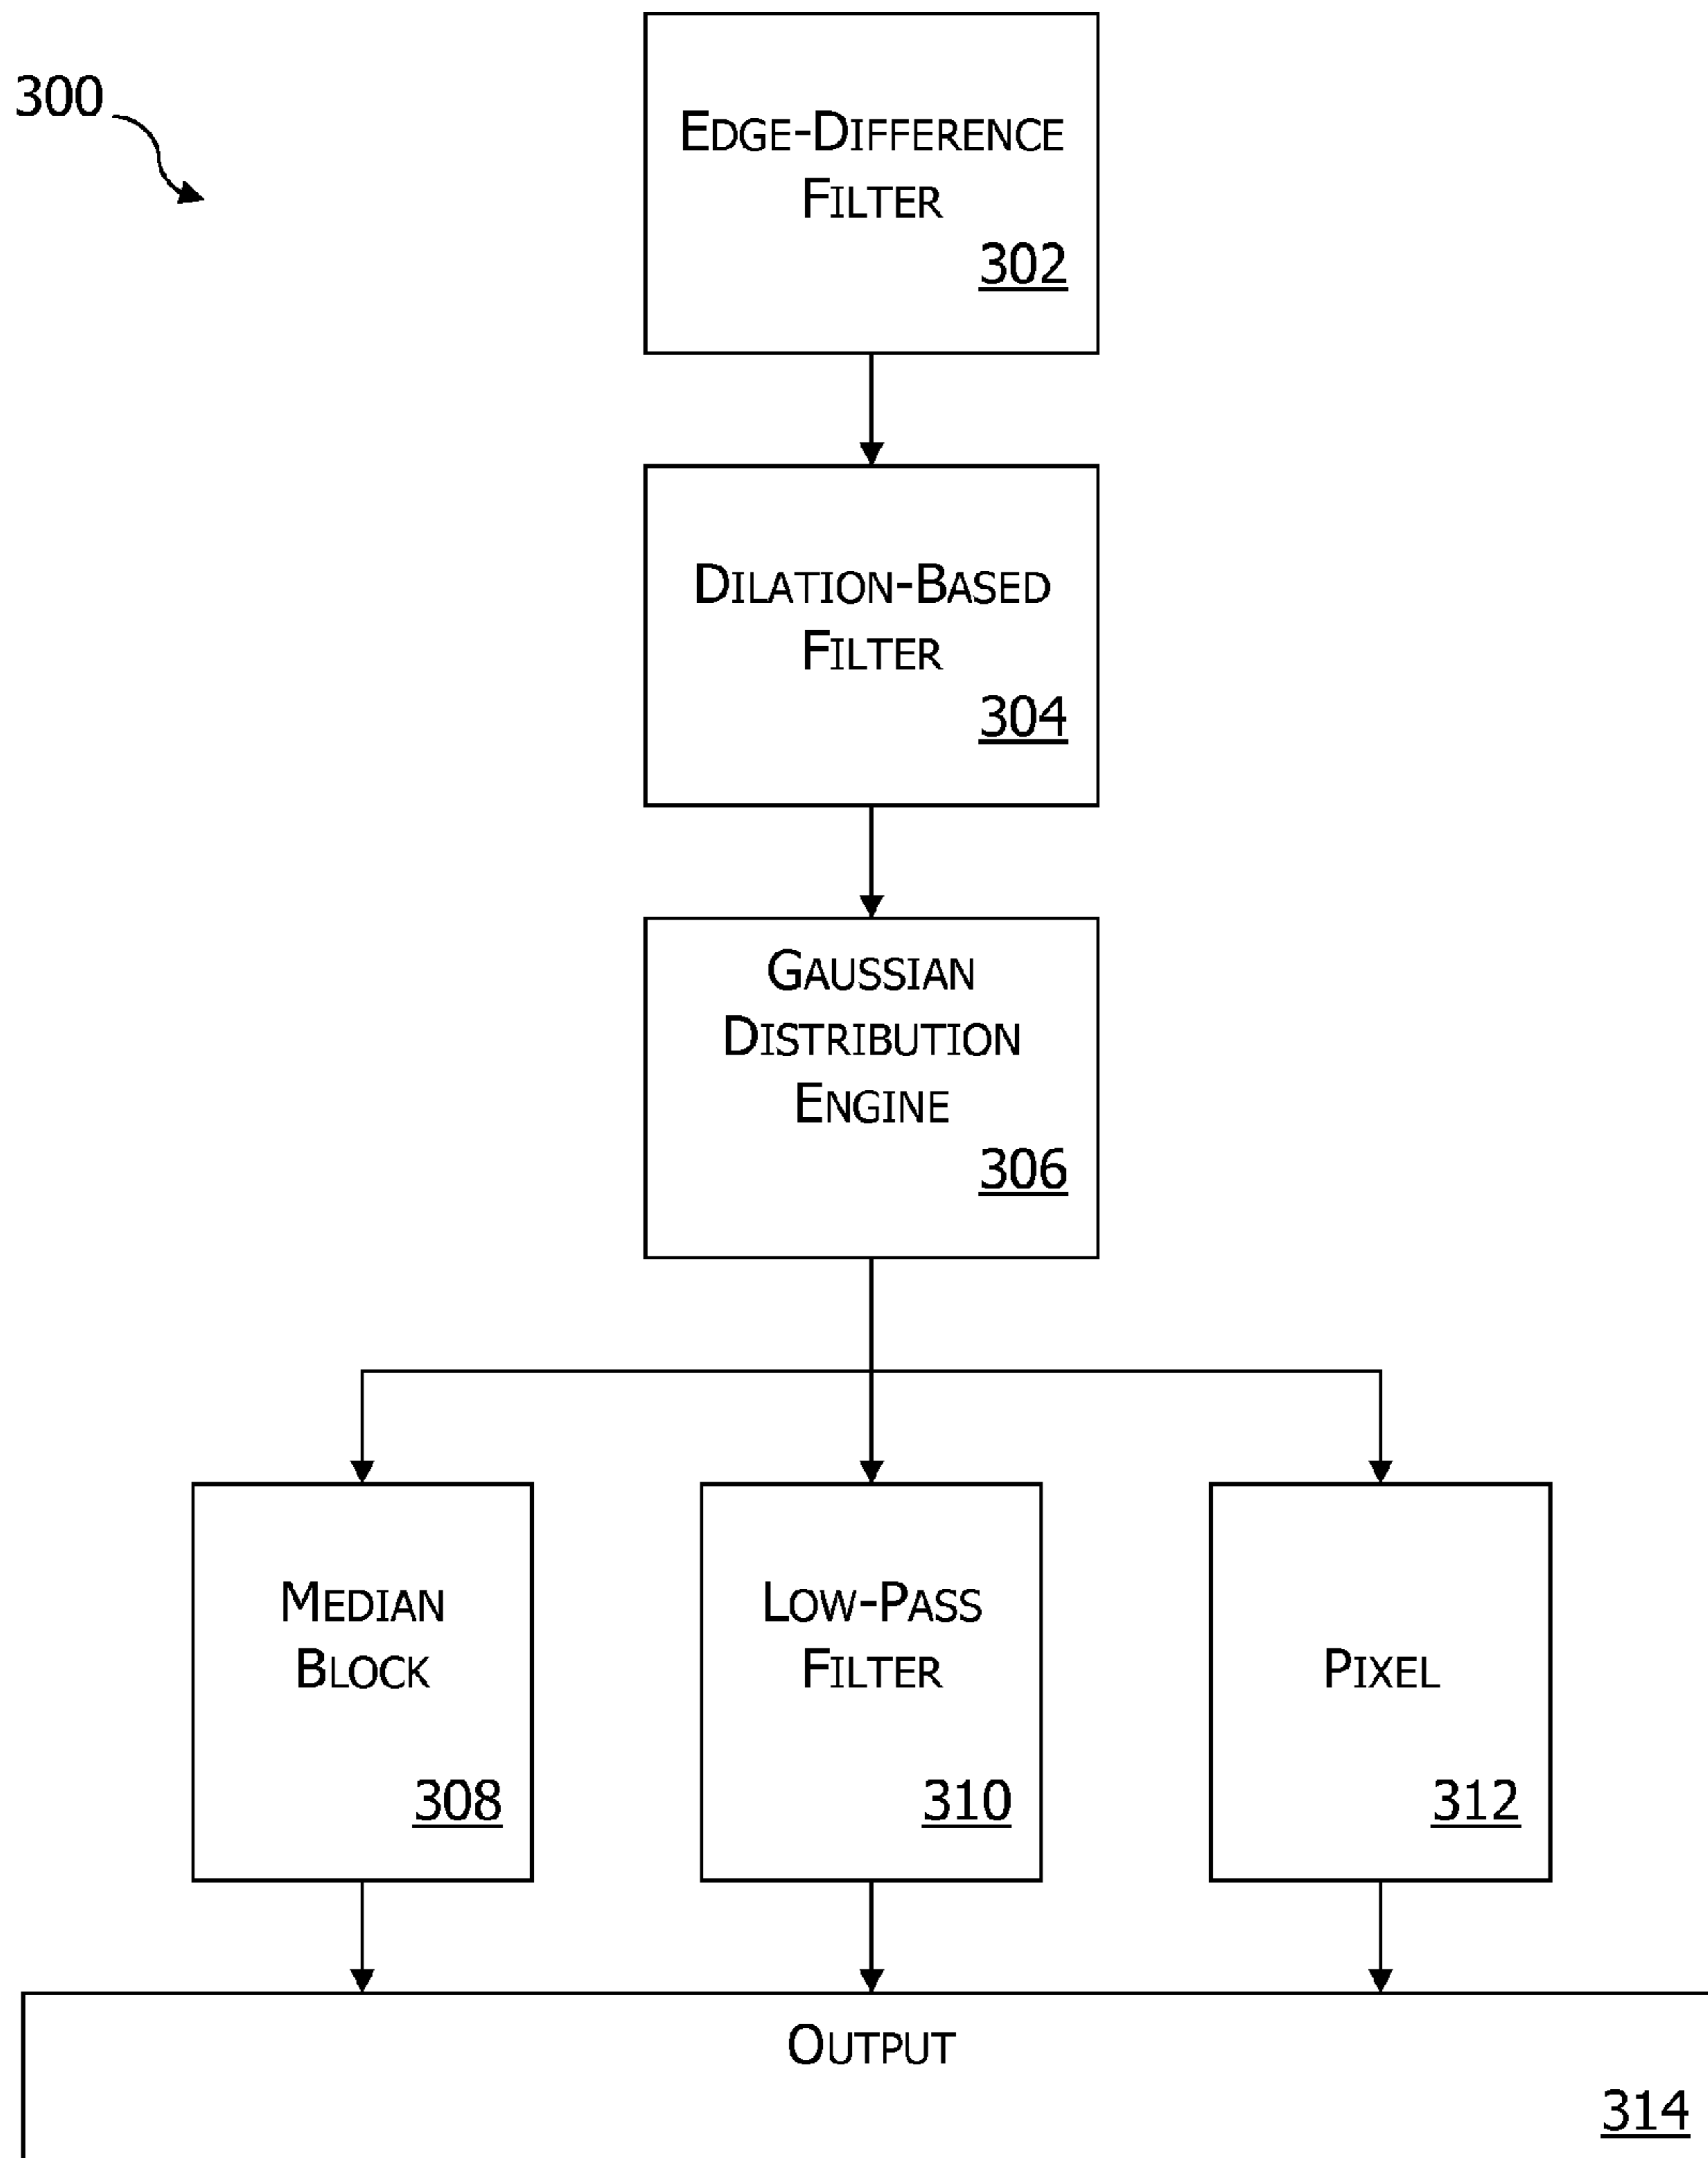 300
EDGE-DIFFERENCE
FILTER
302
DILATION-BASED
FILTER
304
GAUSSIAN
DISTRIBUTION
ENGINE
306
MEDIAN
BLOCK
308
LOW-PASS
FILTER
310
PIXEL
312
OUTPUT
314